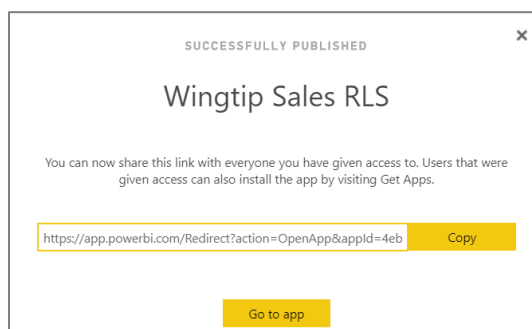 SUCCESSFULLY PUBLISHED
Wingtip Sales RLS
You can now share this link with everyone you have given access to. Users that were
given access can also install the app by visiting Get Apps.
https://app.powerbi.com/Redirect?action=OpenApp&appId=4eb
Copy
Go to app